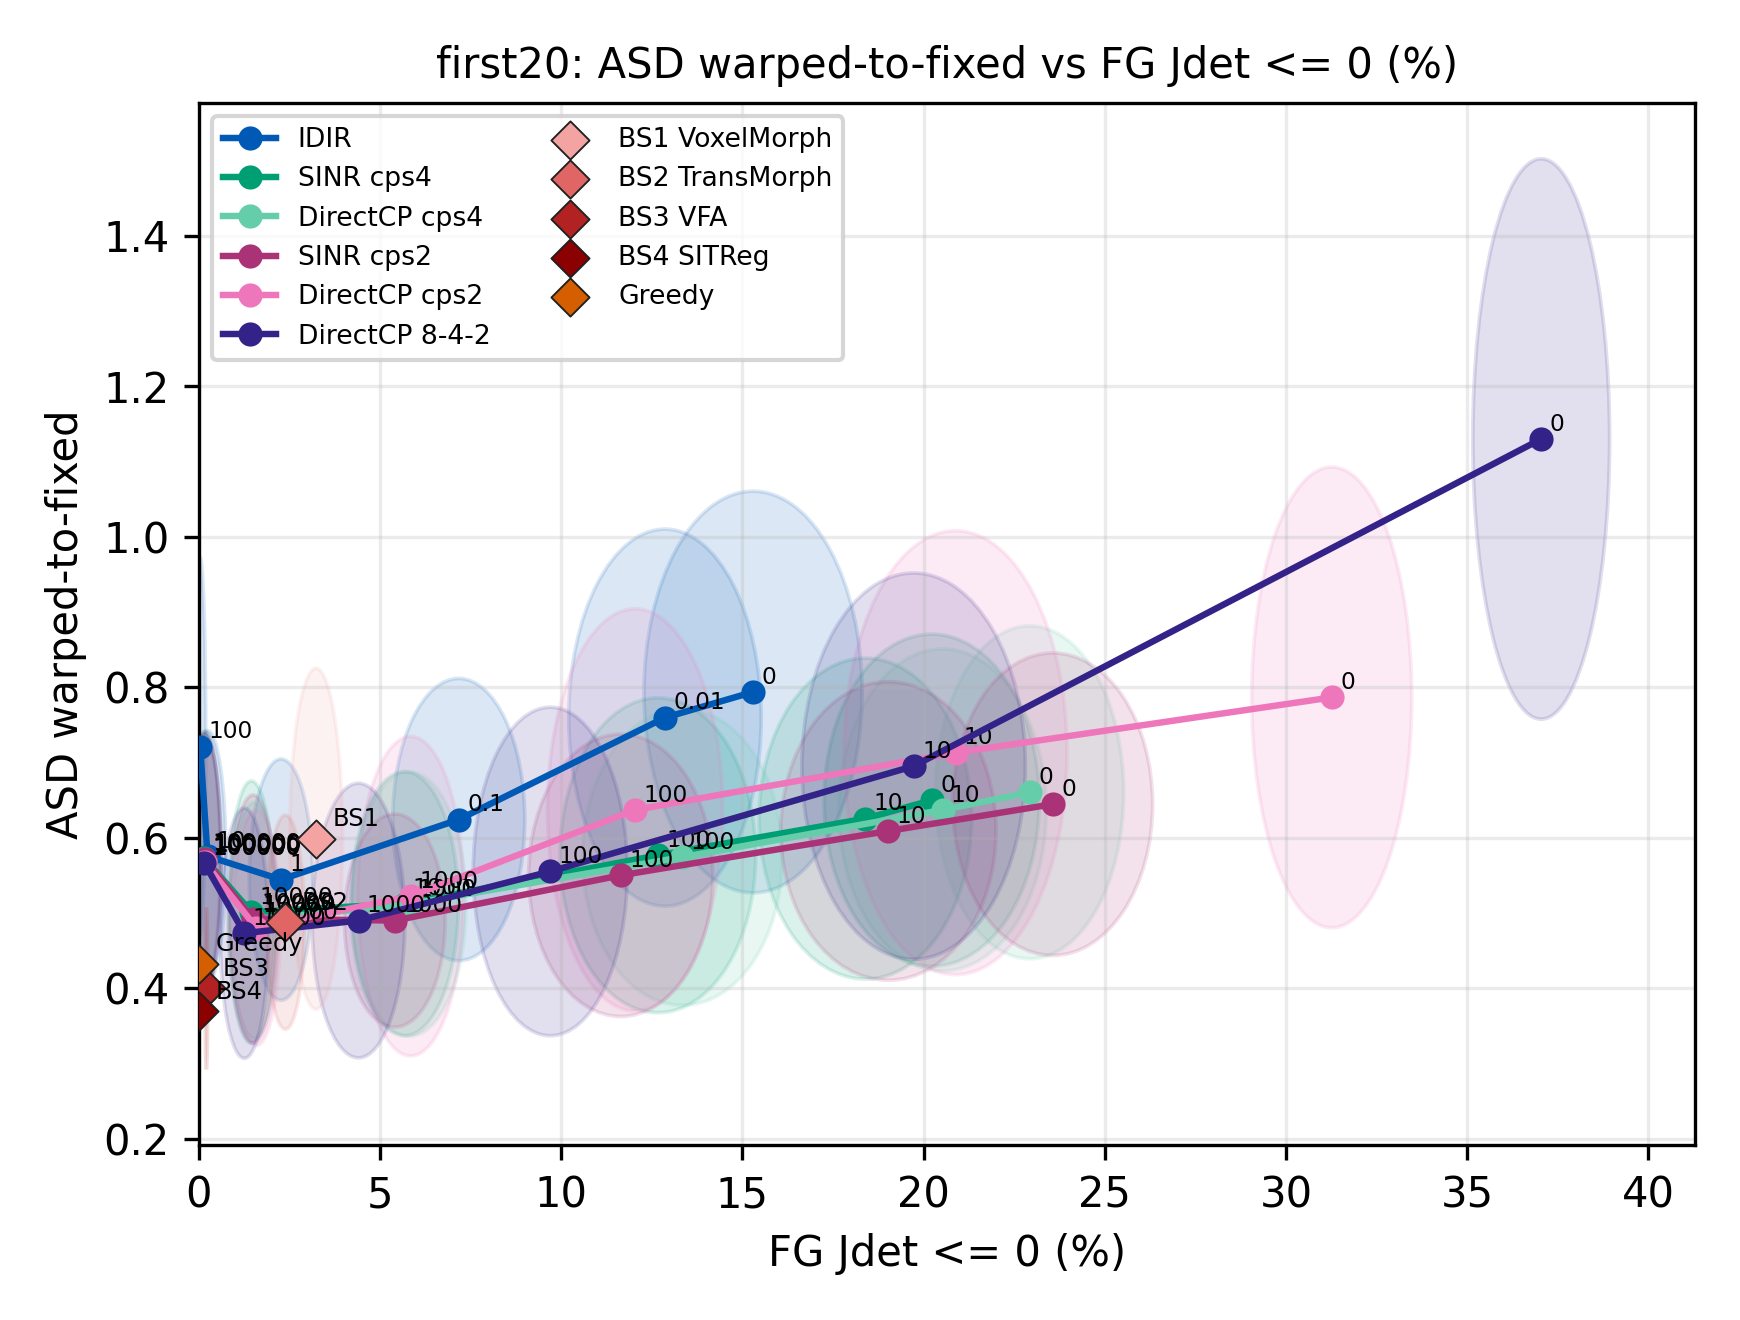 first20: ASD warped-to-fixed vs FG Jdet <= 0 (%)
IDIR
SINR cps4
DirectCP cps4
SINR cps2
DirectCP cps2
DirectCP 8-4-2
BS1 VoxelMorph
BS2 TransMorph
BS3 VFA
BS4 SITReg
Greedy
ASD warped-to-fixed
1.4
1.2
1.0
0.8
0.6
0.4
0.2
0
0
0
0.01
100
10
10
0
0
0
100
10
10
10
0.1
BS1
100
100
100
100
1
1000
1000
10000
Greedy
BS3
BS4
0
5
10
15
20
25
30
35
40
FG Jdet <= 0 (%)